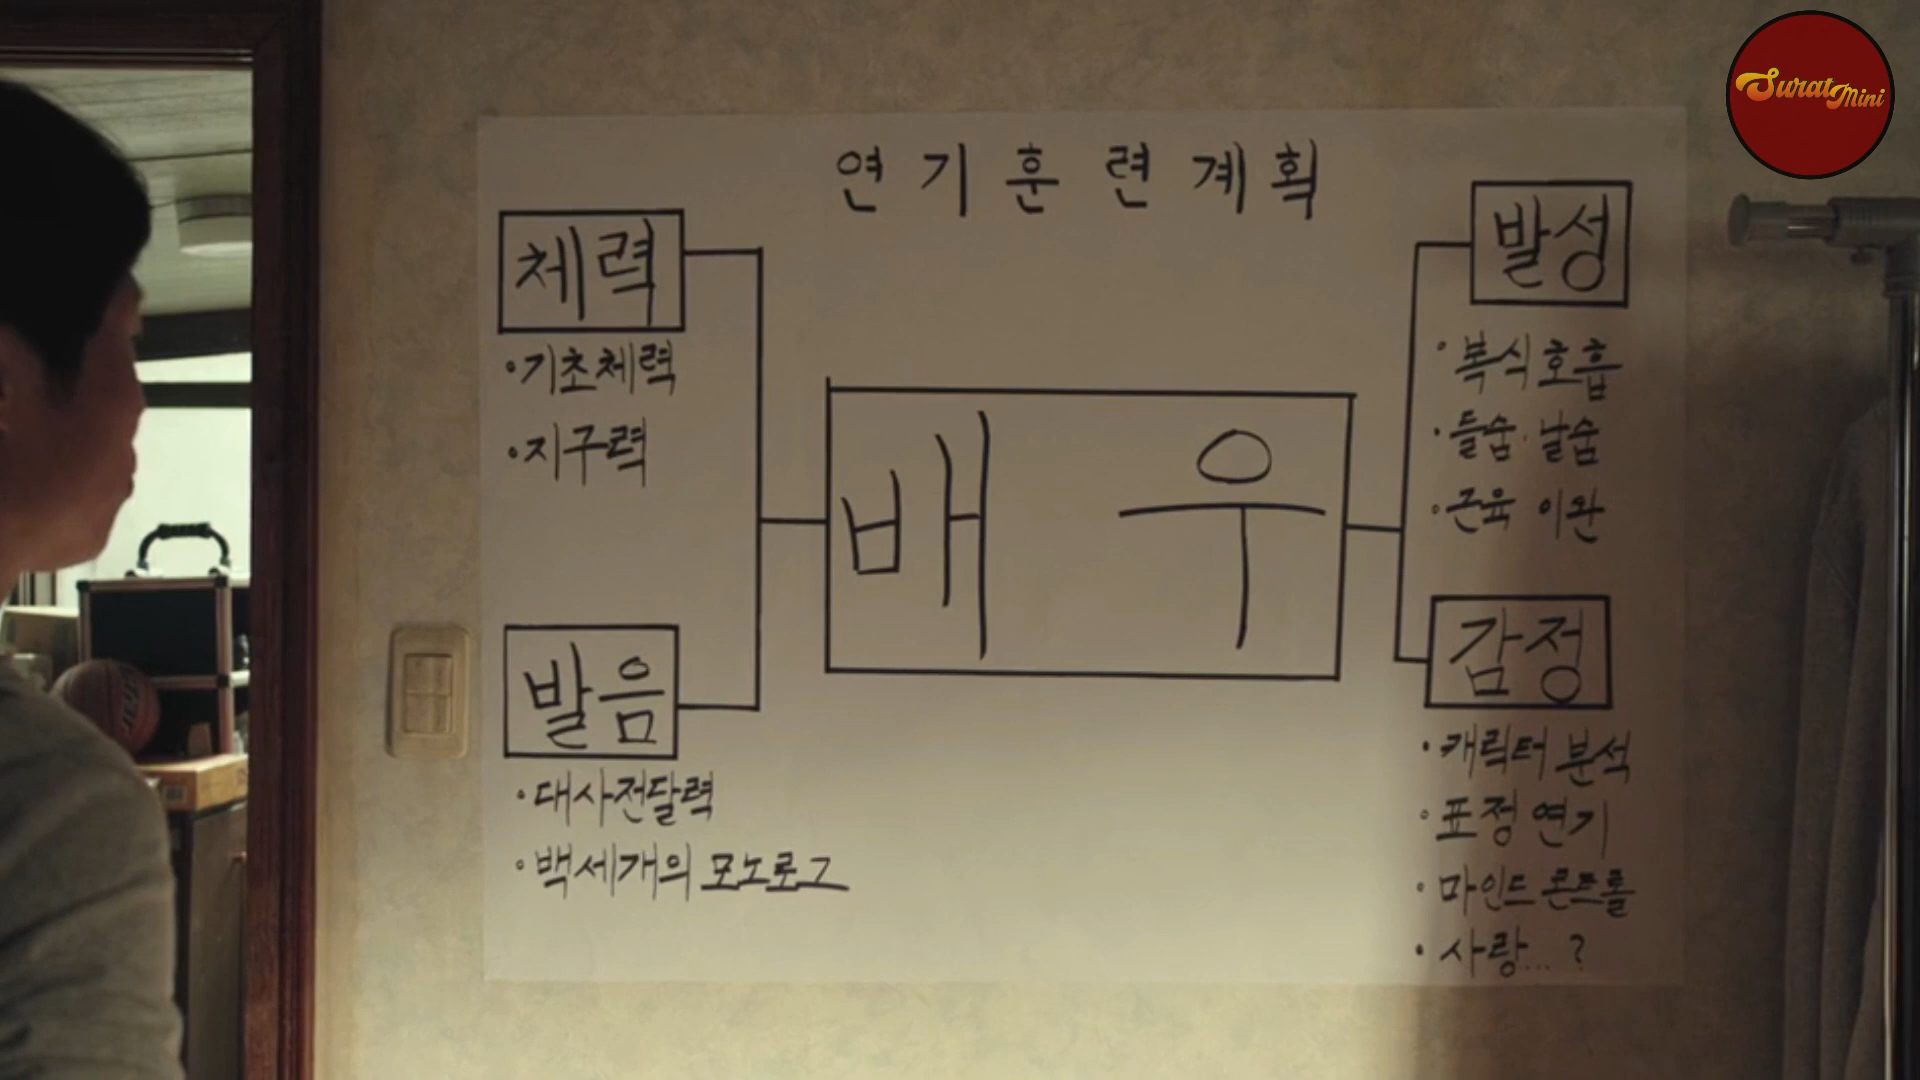 연기훈련계획
체력
·기초체력
·지구력
발음
·대사전달력
·백세개의 모노로그
배우
발성
·복식호흡
·들숨·날숨
·근육 이완
감정
·캐릭터 분석
·표정 연기
·마인드 콘트롤
·사랑...?
Surat Mini